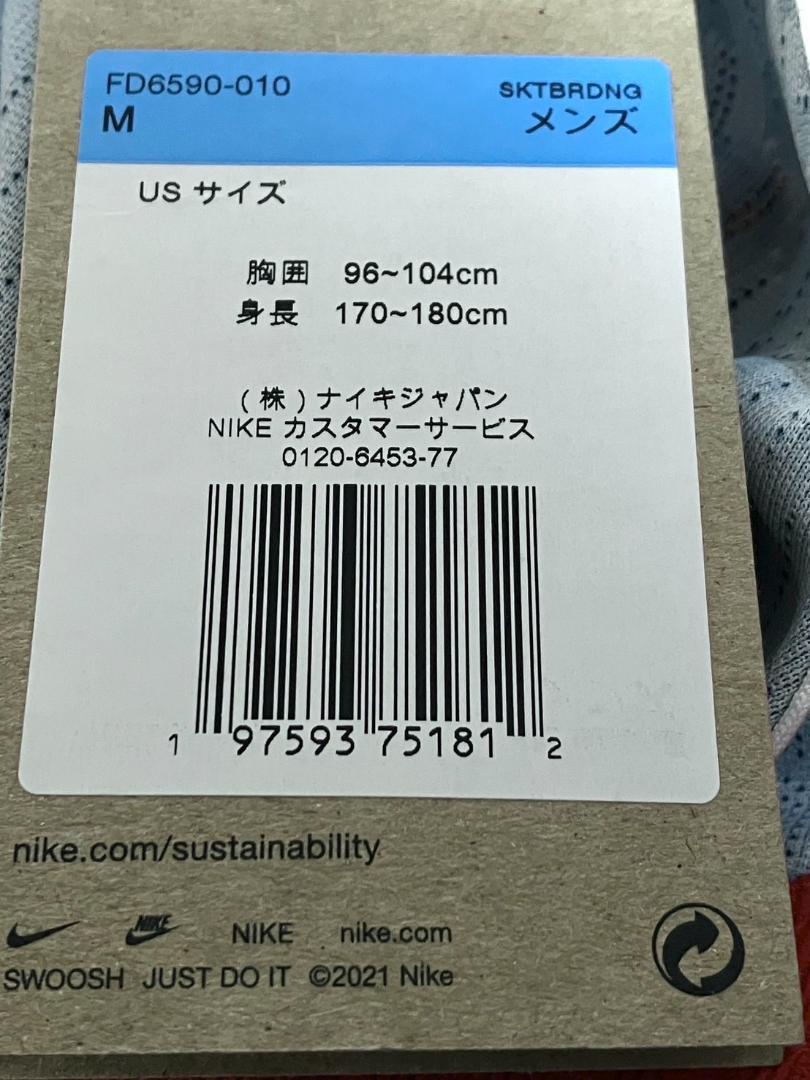 FD6590-010 SKTBRDNG
M メンズ
US サイズ
胸囲 96~104cm
身長 170~180cm
(株)ナイキジャパン
NIKE カスタマーサービス
0120-6453-77
1 97593 75181 2
nike.com/sustainability
NIKE NIKE nike.com
SWOOSH JUST DO IT ©2021 Nike